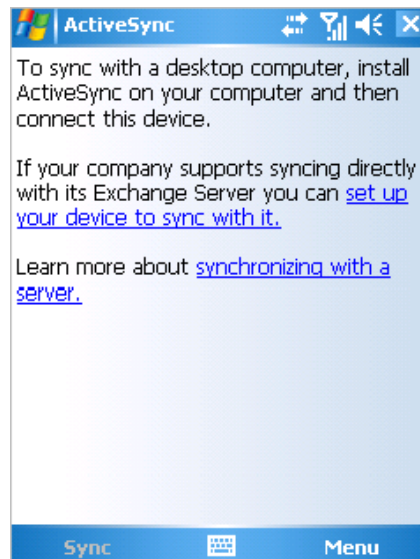 ActiveSync
To sync with a desktop computer, install
ActiveSync on your computer and then
connect this device.
If your company supports syncing directly
with its Exchange Server you can set up
your device to sync with it.
Learn more about synchronizing with a
server.
Sync Menu